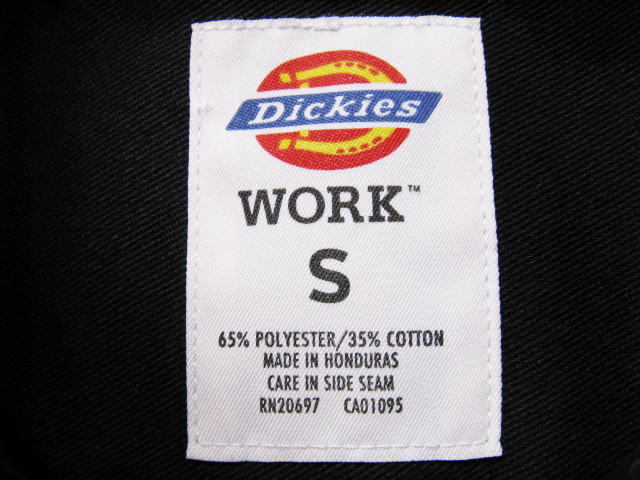 Dickies
WORK™
S
65% POLYESTER/35% COTTON
MADE IN HONDURAS
CARE IN SIDE SEAM
RN20697 CA01095